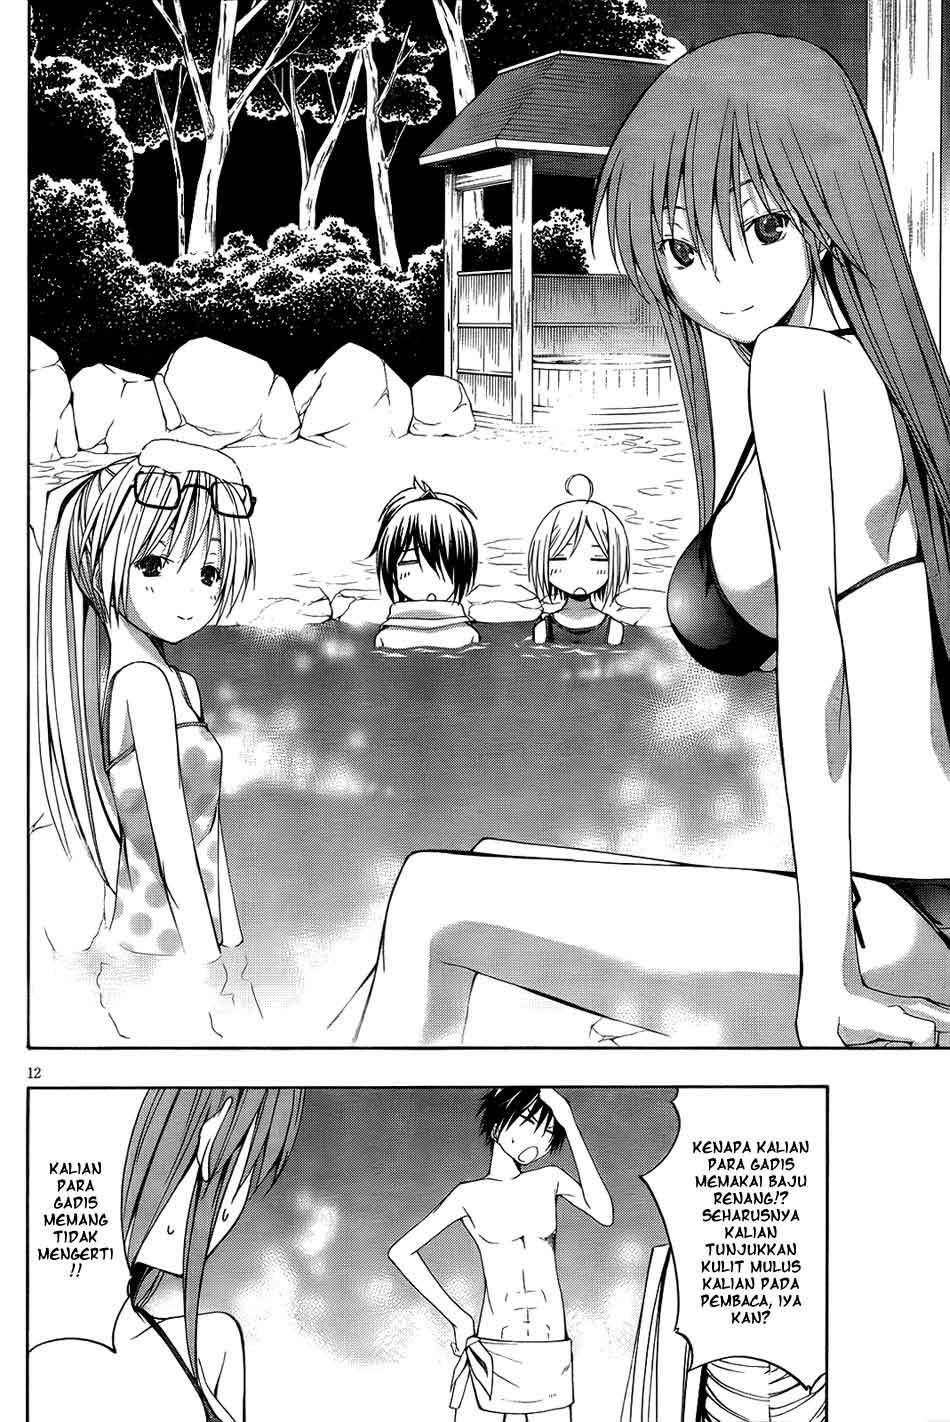 12
KENAPA KALIAN
PARA GADIS
MEMAKAI BAJU
RENANG!?
SEHARUSNYA
KALIAN
TUNJUKKAN
KULIT MULUS
KALIAN PADA
PEMBACA, IYA
KAN?
KALIAN
PARA
GADIS
MEMANG
TIDAK
MENGERTI
!!